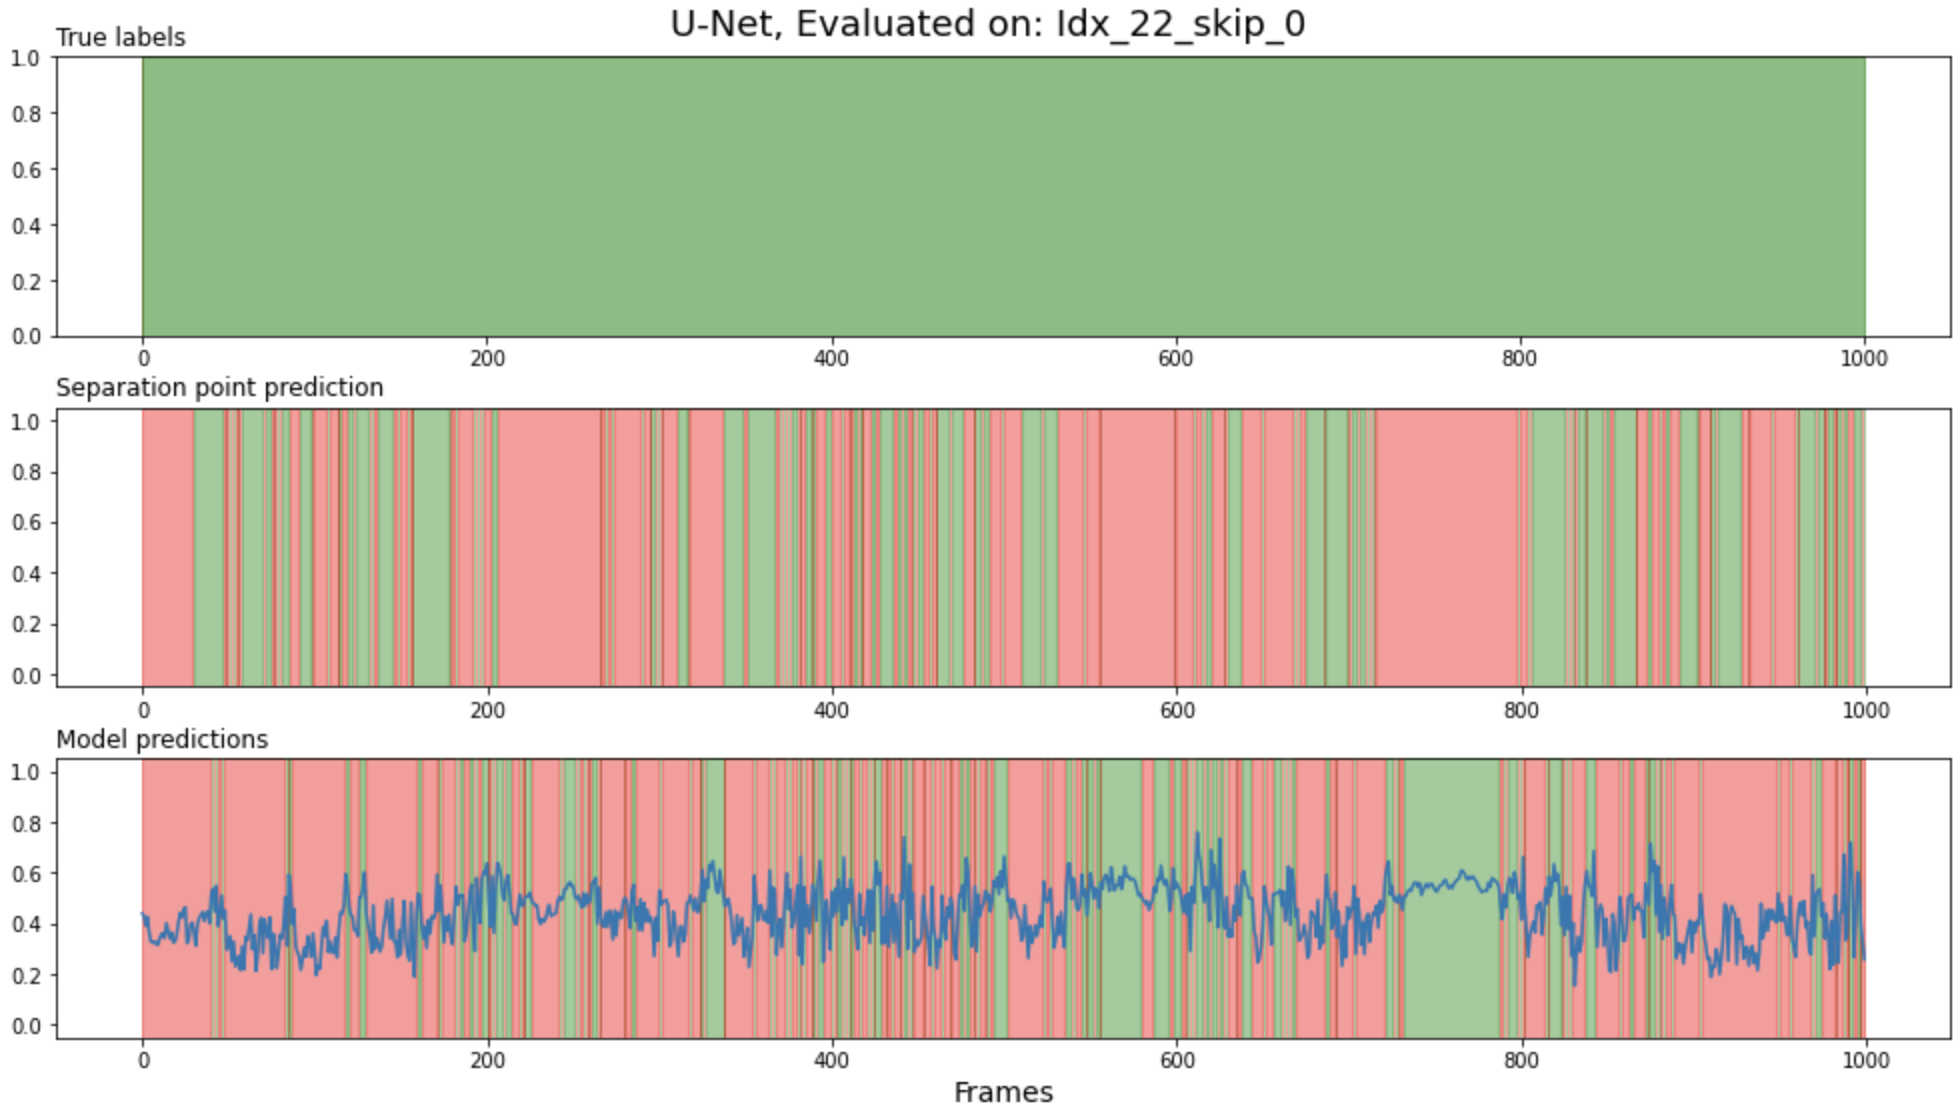 U-Net, Evaluated on: Idx_22_skip_0
True labels
1.0
0.8
0.6
0.4
0.2
0.0
0 200 400 600 800 1000
Separation point prediction
1.0
0.8
0.6
0.4
0.2
0.0
0 200 400 600 800 1000
Model predictions
1.0
0.8
0.6
0.4
0.2
0.0
0 200 400 600 800 1000
Frames